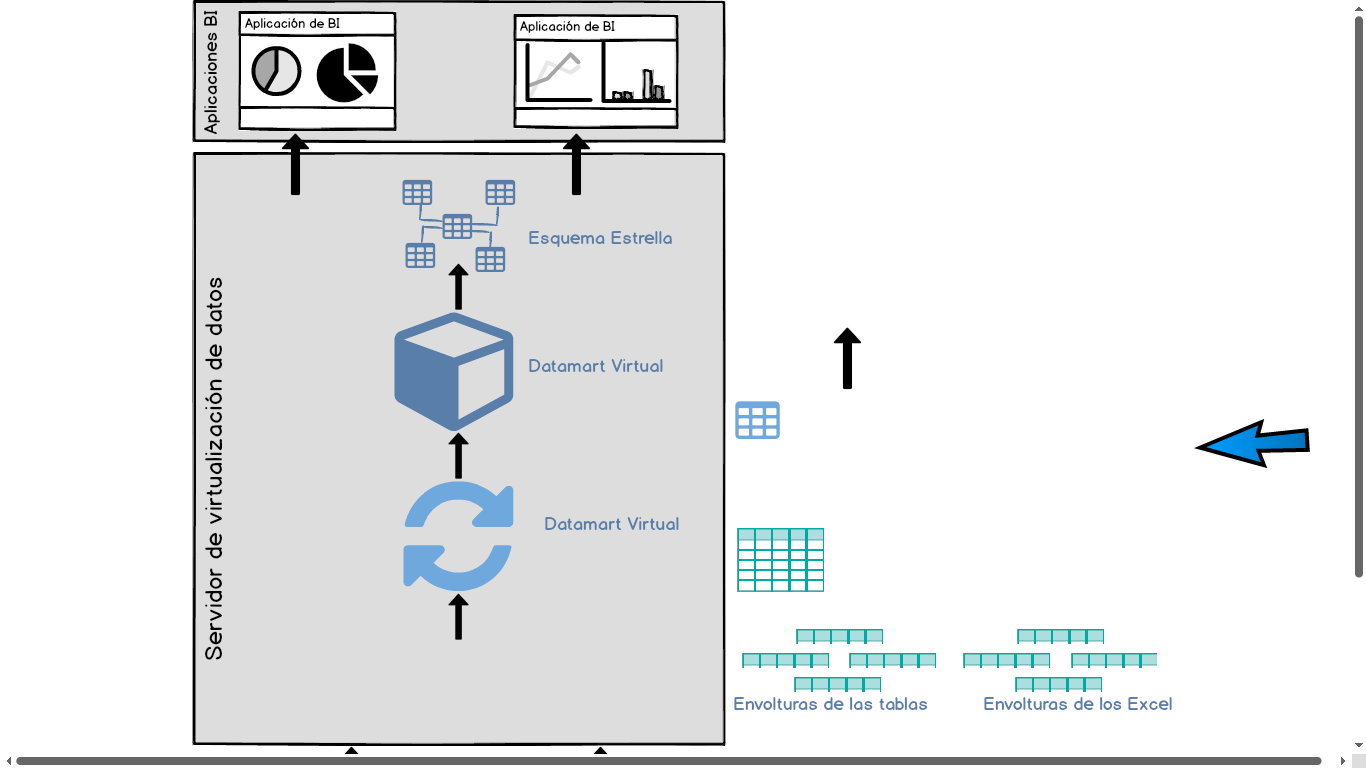 Aplicaciones BI
Aplicación de BI
Aplicación de BI
Servidor de virtualización de datos
Esquema Estrella
Datamart Virtual
Datamart Virtual
Envolturas de las tablas
Envolturas de los Excel